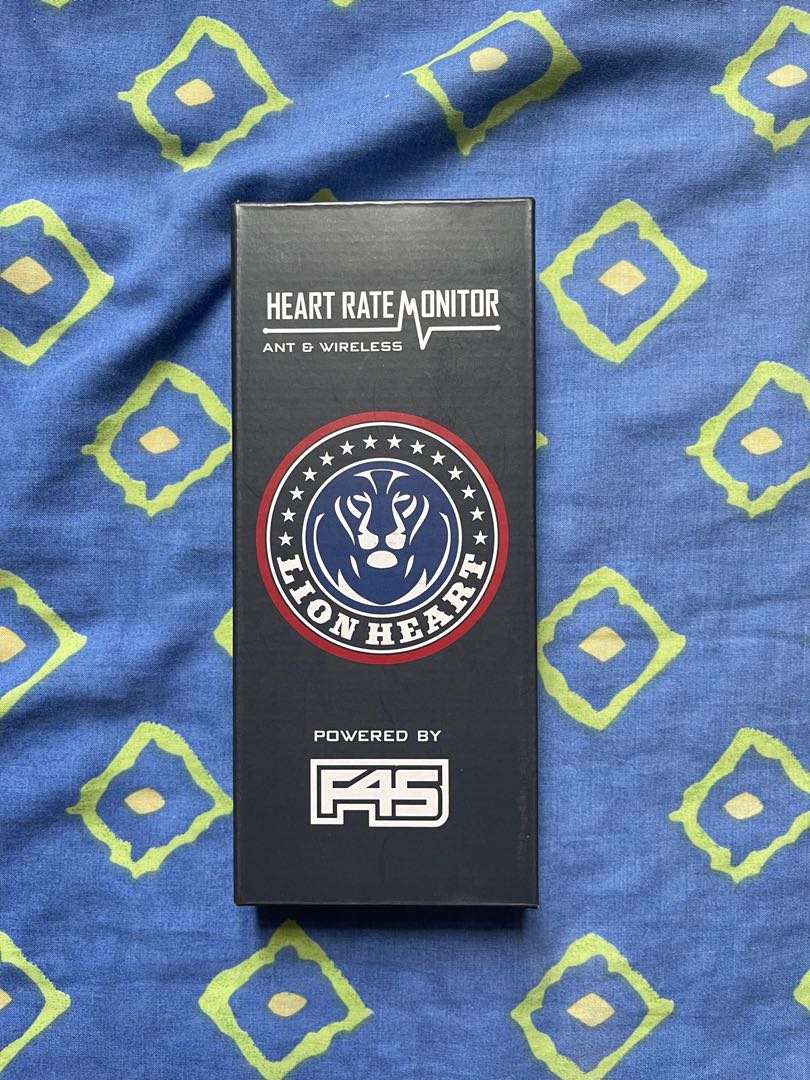 HEART RATE MONITOR
ANT & WIRELESS
LION HEART
POWERED BY
F45